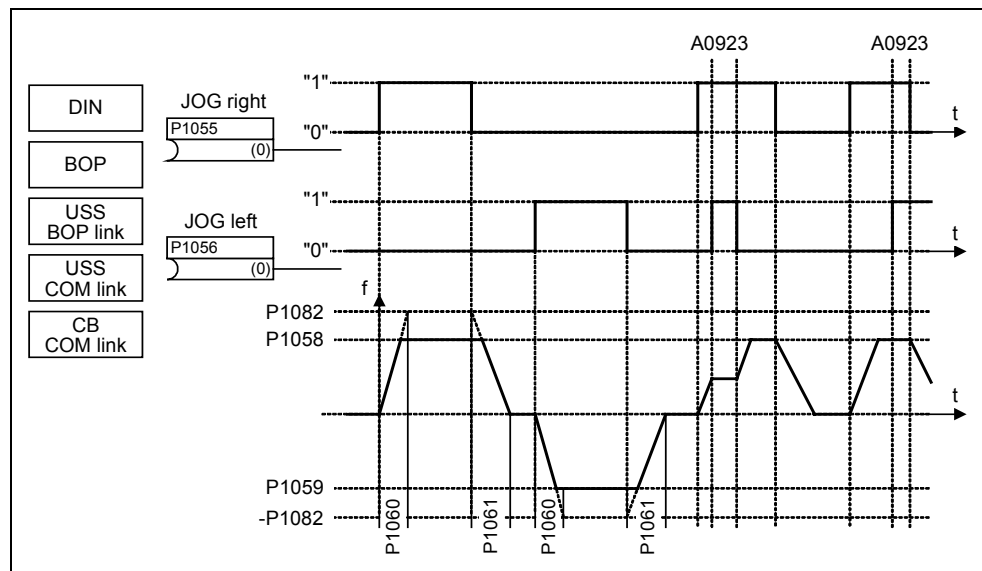 A0923
A0923
DIN
BOP
USS
BOP link
USS
COM link
CB
COM link
JOG right
P1055
(0)
"1"
"0"
t
JOG left
P1056
(0)
"1"
"0"
t
f
P1082
P1058
t
P1059
-P1082
P1060
P1061
P1060
P1061